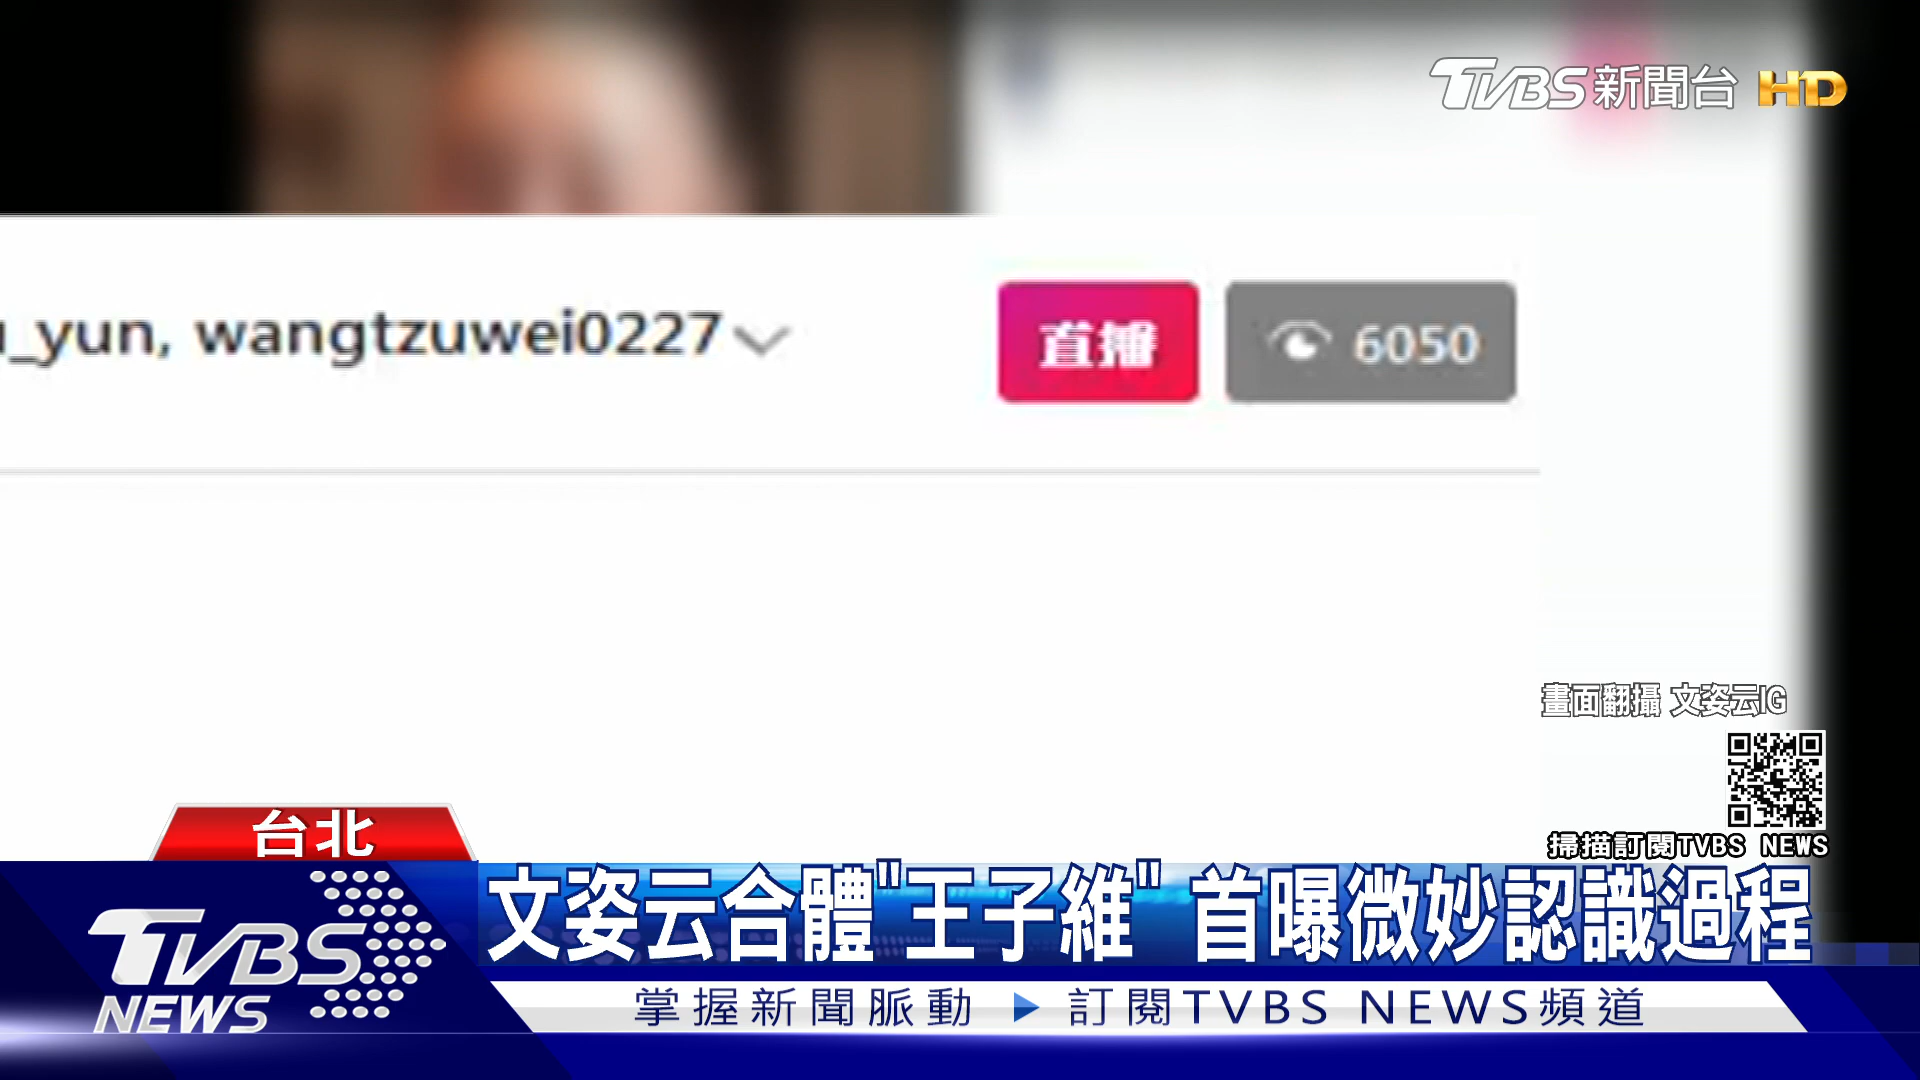 TVBS新聞台 HD
_yun, wangtzuwei0227
直播
6050
畫面翻攝 文姿云IG
掃描訂閱TVBS NEWS
台北
文姿云合體"王子維" 首曝微妙認識過程
TVBS
NEWS
掌握新聞脈動 ▶ 訂閱TVBS NEWS頻道